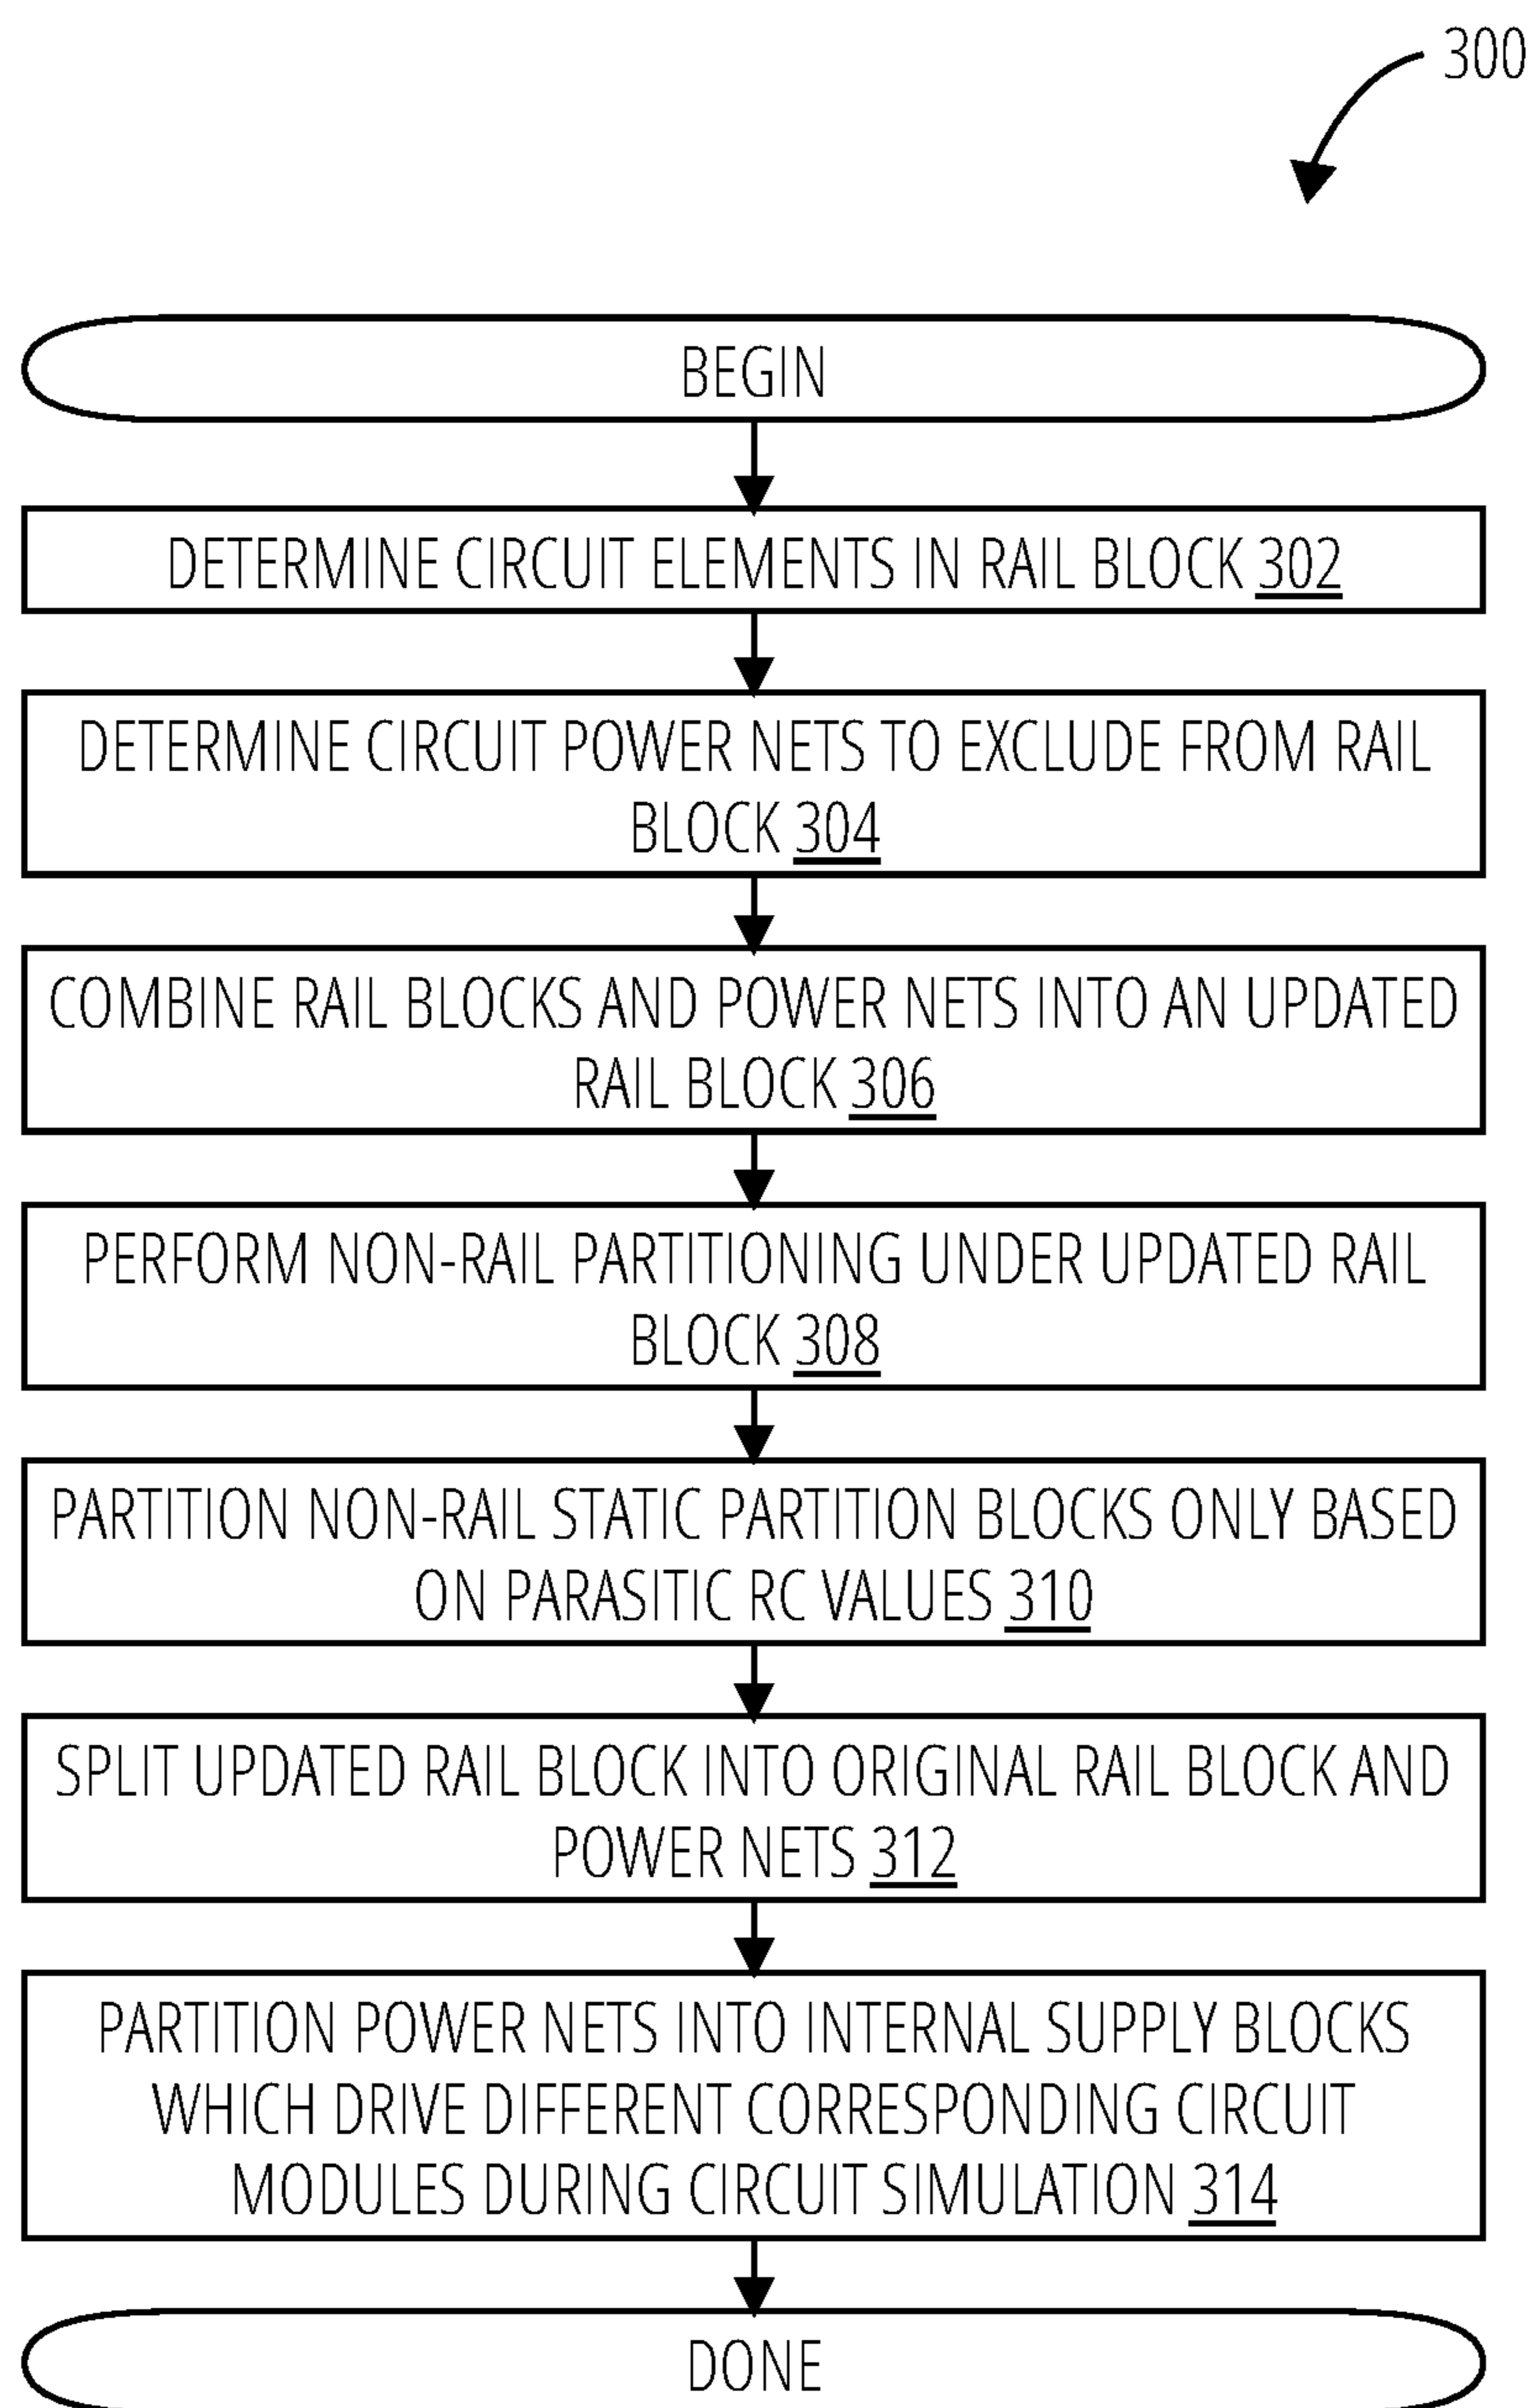 300
BEGIN
DETERMINE CIRCUIT ELEMENTS IN RAIL BLOCK 302
DETERMINE CIRCUIT POWER NETS TO EXCLUDE FROM RAIL
BLOCK 304
COMBINE RAIL BLOCKS AND POWER NETS INTO AN UPDATED
RAIL BLOCK 306
PERFORM NON-RAIL PARTITIONING UNDER UPDATED RAIL
BLOCK 308
PARTITION NON-RAIL STATIC PARTITION BLOCKS ONLY BASED
ON PARASITIC RC VALUES 310
SPLIT UPDATED RAIL BLOCK INTO ORIGINAL RAIL BLOCK AND
POWER NETS 312
PARTITION POWER NETS INTO INTERNAL SUPPLY BLOCKS
WHICH DRIVE DIFFERENT CORRESPONDING CIRCUIT
MODULES DURING CIRCUIT SIMULATION 314
DONE